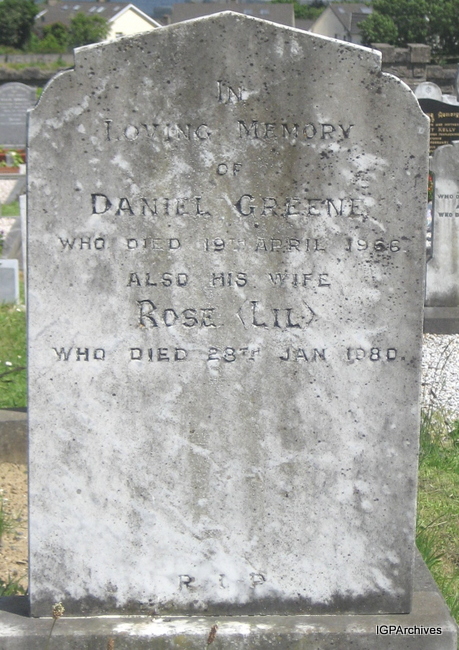 IN
LOVING MEMORY
OF
DANIEL GREENE
WHO DIED 19TH APRIL 1966
ALSO HIS WIFE
ROSE (LIL)
WHO DIED 28TH JAN 1980.
R.I.P
IGPArchives